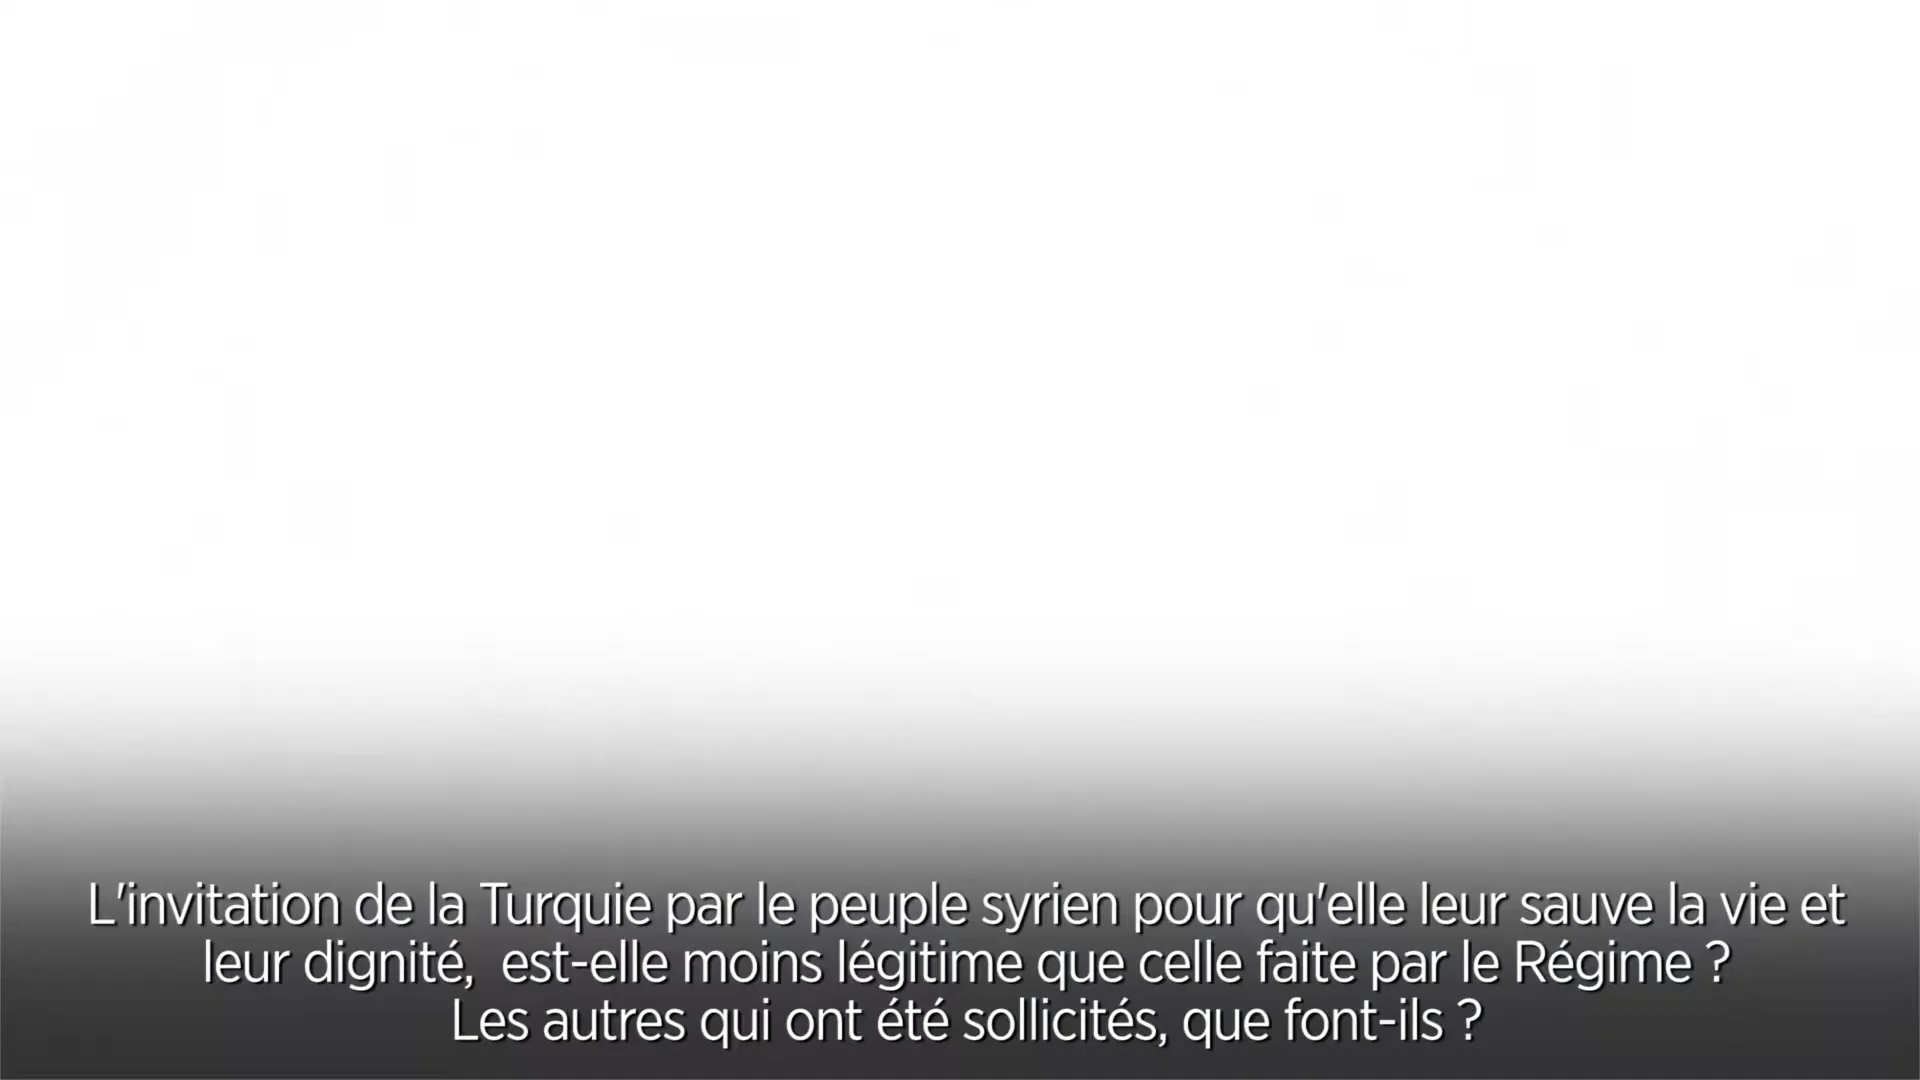 L'invitation de la Turquie par le peuple syrien pour qu'elle leur sauve la vie et
leur dignité,  est-elle moins légitime que celle faite par le Régime ?
Les autres qui ont été sollicités, que font-ils ?